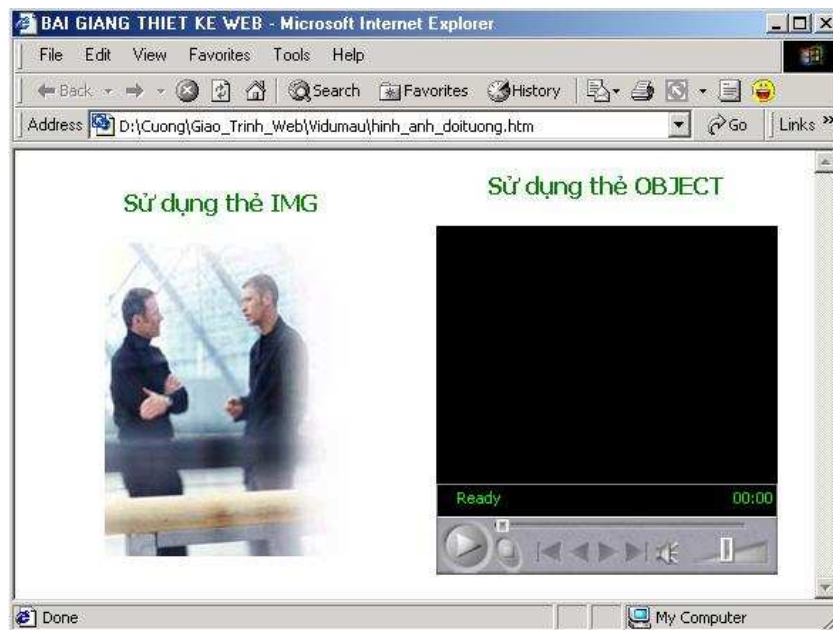 BAI GIANG THIET KE WEB - Microsoft Internet Explorer
File Edit View Favorites Tools Help
Back Search Favorites History
Address D:\Cuong\Giao_Trinh_Web\Vidumau\hinh_anh_doituong.htm Go Links »
Sử dụng thẻ IMG
Sử dụng thẻ OBJECT
Ready 00:00
Done My Computer